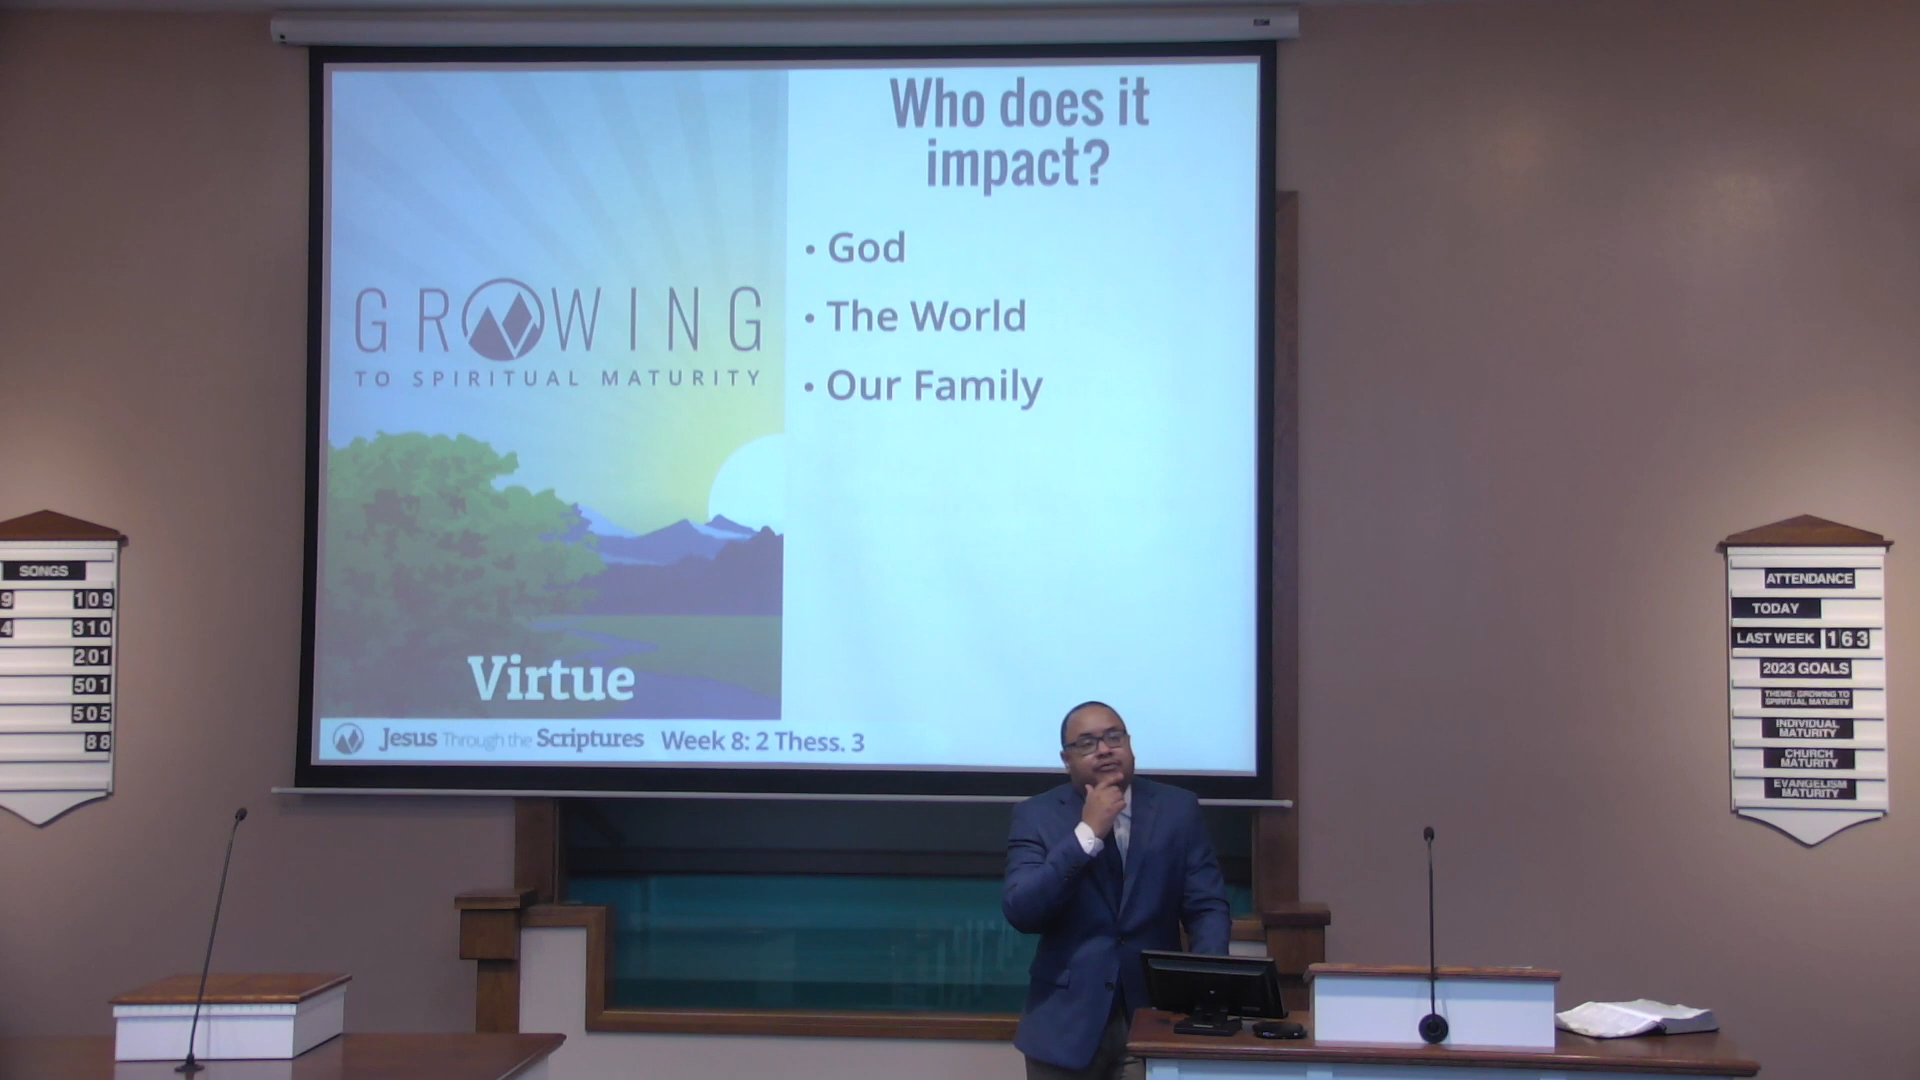 Who does it
impact?
• God
• The World
• Our Family
GROWING
TO SPIRITUAL MATURITY
Virtue
Jesus Through the Scriptures Week 8: 2 Thess. 3
SONGS
9 109
4 310
201
501
505
88
ATTENDANCE
TODAY
LAST WEEK 163
2023 GOALS
THEME: GROWING TO
SPIRITUAL MATURITY
INDIVIDUAL
MATURITY
CHURCH
MATURITY
EVANGELISM
MATURITY